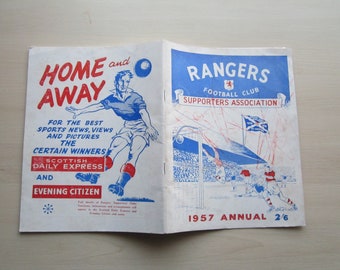 HOME and
AWAY
FOR THE BEST
SPORTS NEWS, VIEWS
AND PICTURES
THE
CERTAIN WINNERS
SCOTTISH
DAILY EXPRESS
AND
EVENING CITIZEN
RANGERS
FOOTBALL CLUB
SUPPORTERS ASSOCIATION
1957 ANNUAL 2/6